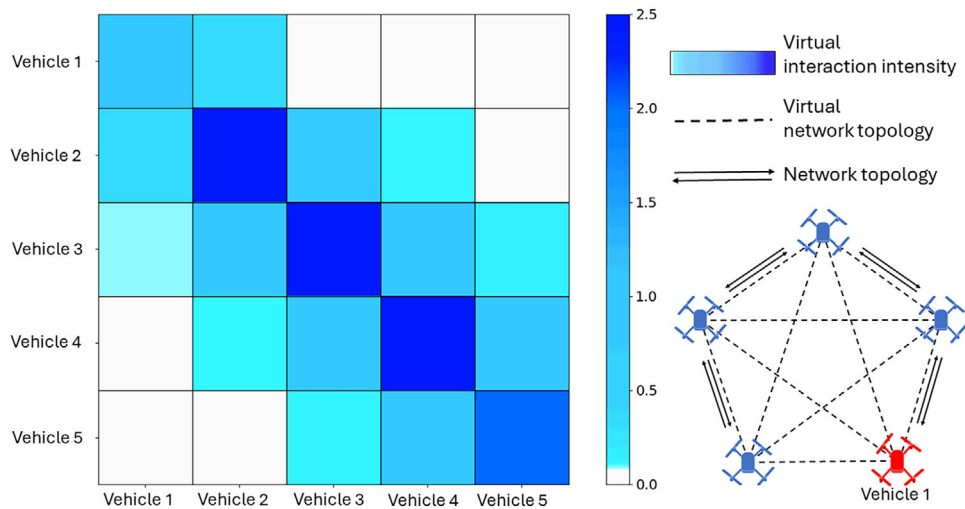 Vehicle 1
Vehicle 2
Vehicle 3
Vehicle 4
Vehicle 5
Vehicle 1 Vehicle 2 Vehicle 3 Vehicle 4 Vehicle 5
2.5
2.0
1.5
1.0
0.5
0.0
Virtual
interaction intensity
Virtual
network topology
Network topology
Vehicle 1